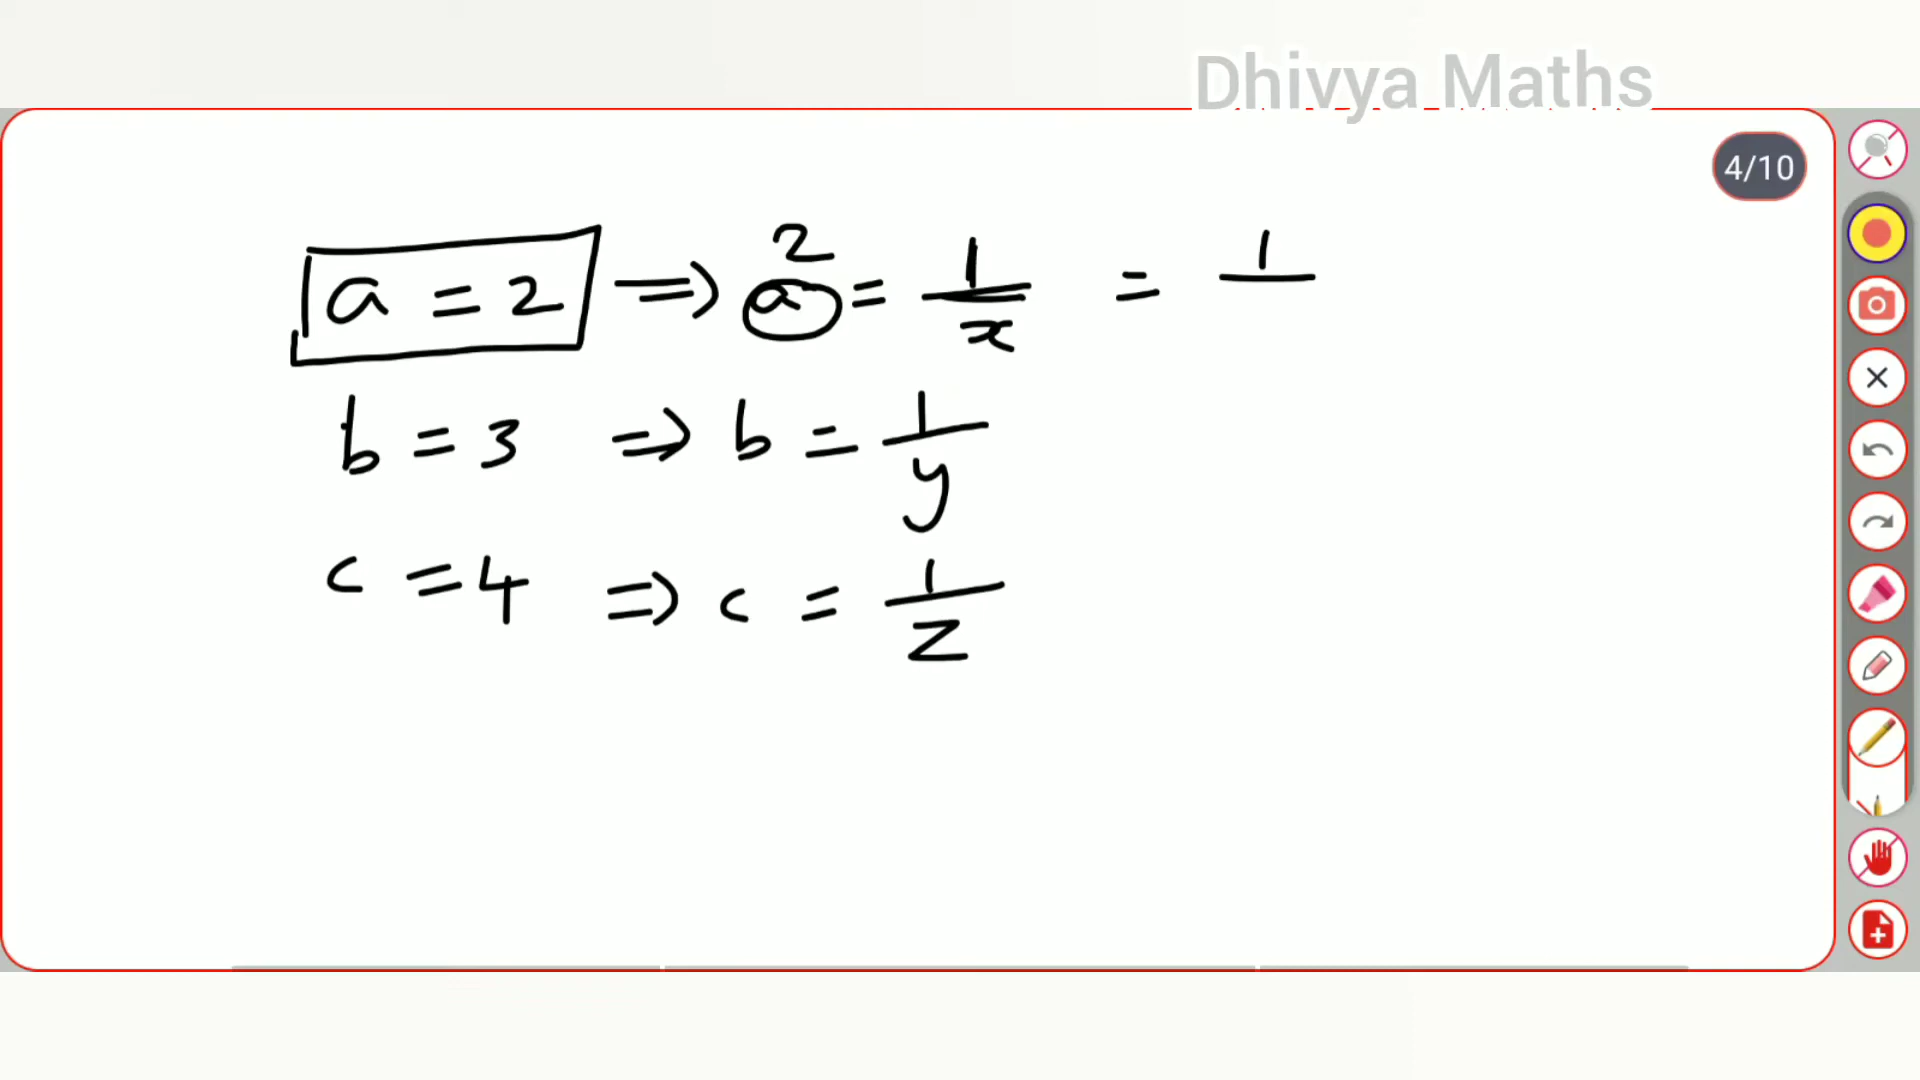 Dhivya Maths
4/10
2
a = 2 ⇒ a = 1/x = 1/
b = 3 ⇒ b = 1/y
c = 4 ⇒ c = 1/z